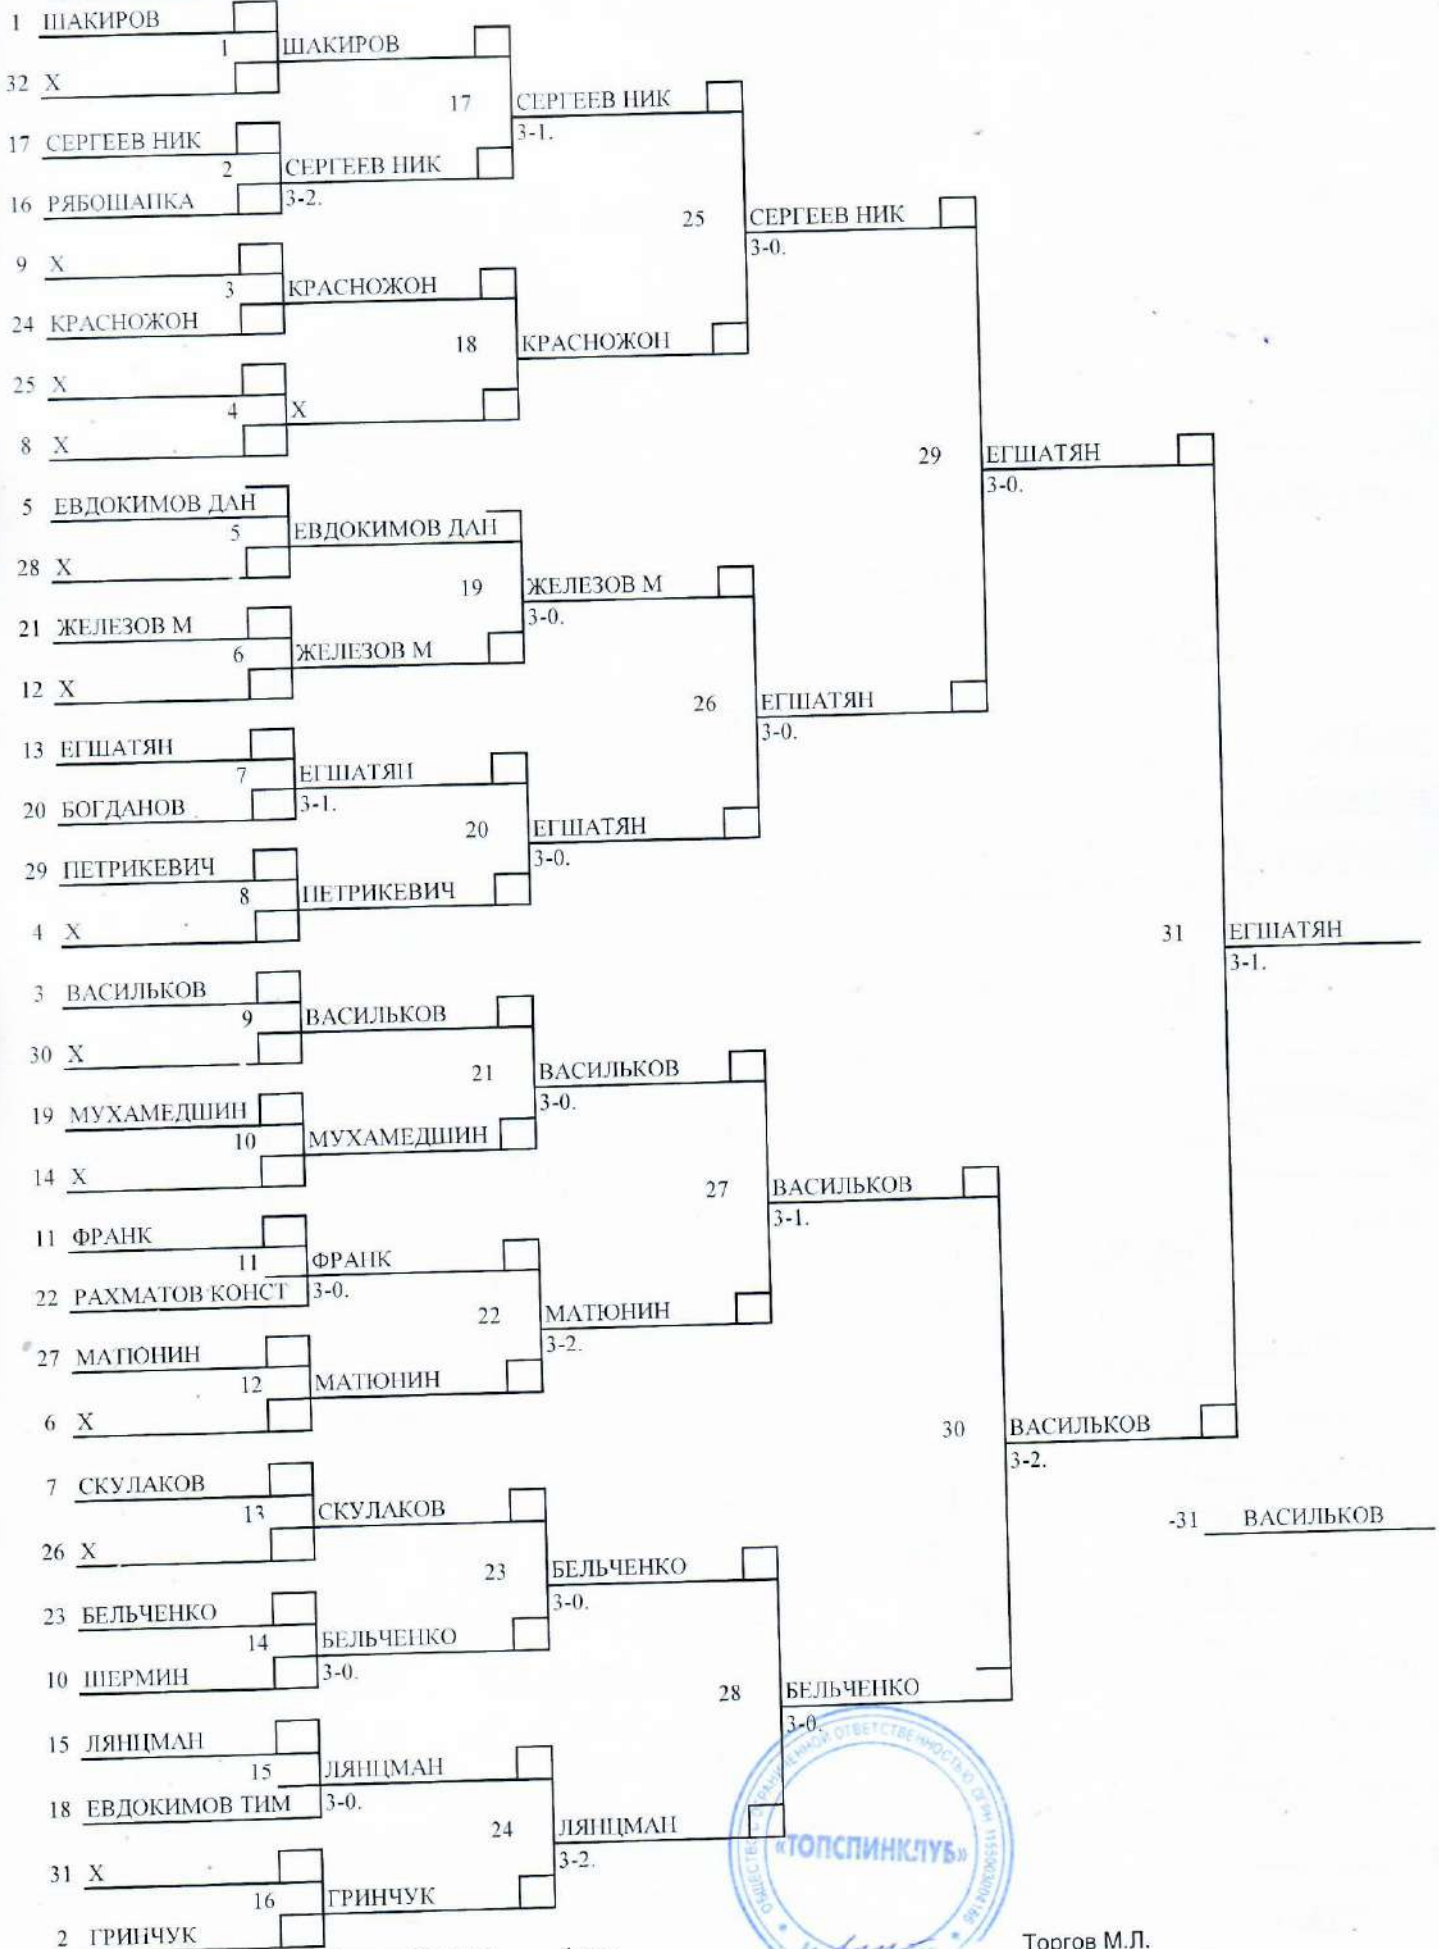 1 ШАКИРОВ
1 ШАКИРОВ
32 X
17 СЕРГЕЕВ НИК
3-1.
17 СЕРГЕЕВ НИК
2 СЕРГЕЕВ НИК
3-2.
16 РЯБОШАПКА
25 СЕРГЕЕВ НИК
3-0.
9 X
3 КРАСНОЖОН
24 КРАСНОЖОН
18 КРАСНОЖОН
25 X
4 X
8 X
29 ЕГШАТЯН
3-0.
5 ЕВДОКИМОВ ДАН
5 ЕВДОКИМОВ ДАН
28 X
19 ЖЕЛЕЗОВ М
3-0.
21 ЖЕЛЕЗОВ М
6 ЖЕЛЕЗОВ М
12 X
26 ЕГШАТЯН
3-0.
13 ЕГШАТЯН
7 ЕГШАТЯН
3-1.
20 БОГДАНОВ
20 ЕГШАТЯН
3-0.
29 ПЕТРИКЕВИЧ
8 ПЕТРИКЕВИЧ
4 X
31 ЕГШАТЯН
3-1.
3 ВАСИЛЬКОВ
9 ВАСИЛЬКОВ
30 X
21 ВАСИЛЬКОВ
3-0.
19 МУХАМЕДШИН
10 МУХАМЕДШИН
14 X
27 ВАСИЛЬКОВ
3-1.
11 ФРАНК
11 ФРАНК
3-0.
22 РАХМАТОВ КОНСТ
22 МАТЮНИН
3-2.
27 МАТЮНИН
12 МАТЮНИН
6 X
30 ВАСИЛЬКОВ
3-2.
7 СКУЛАКОВ
13 СКУЛАКОВ
26 X
-31 ВАСИЛЬКОВ
23 БЕЛЬЧЕНКО
3-0.
23 БЕЛЬЧЕНКО
14 БЕЛЬЧЕНКО
3-0.
10 ШЕРМИН
28 БЕЛЬЧЕНКО
3-0.
15 ЛЯНЦМАН
15 ЛЯНЦМАН
3-0.
18 ЕВДОКИМОВ ТИМ
24 ЛЯНЦМАН
3-2.
31 X
16 ГРИНЧУК
2 ГРИНЧУК
ОБЩЕСТВО С ОГРАНИЧЕННОЙ ОТВЕТСТВЕННОСТЬЮ ОГРН
«ТОПСПИНКЛУБ»
Торгов М.Л.